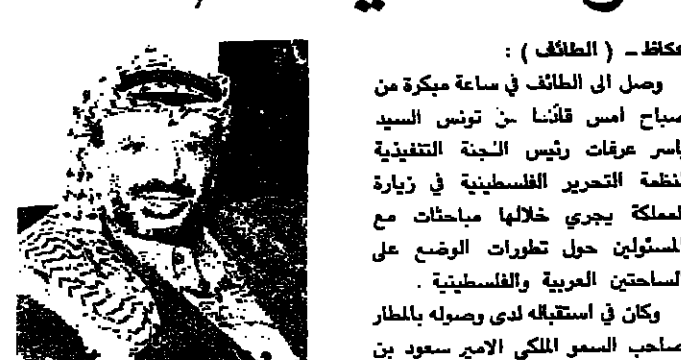 عكاظ ـ ( الطائف ) :
وصل الى الطائف في ساعة مبكرة من
صباح امس قادما من تونس السيد
ياسر عرفات رئيس اللجنة التنفيذية
لمنظمة التحرير الفلسطينية في زيارة
للمملكة يجري خلالها مباحثات مع
المسئولين حول تطورات الوضع على
الساحتين العربية والفلسطينية .
وكان في استقباله لدى وصوله بالمطار
صاحب السمو الملكي الامير سعود بن